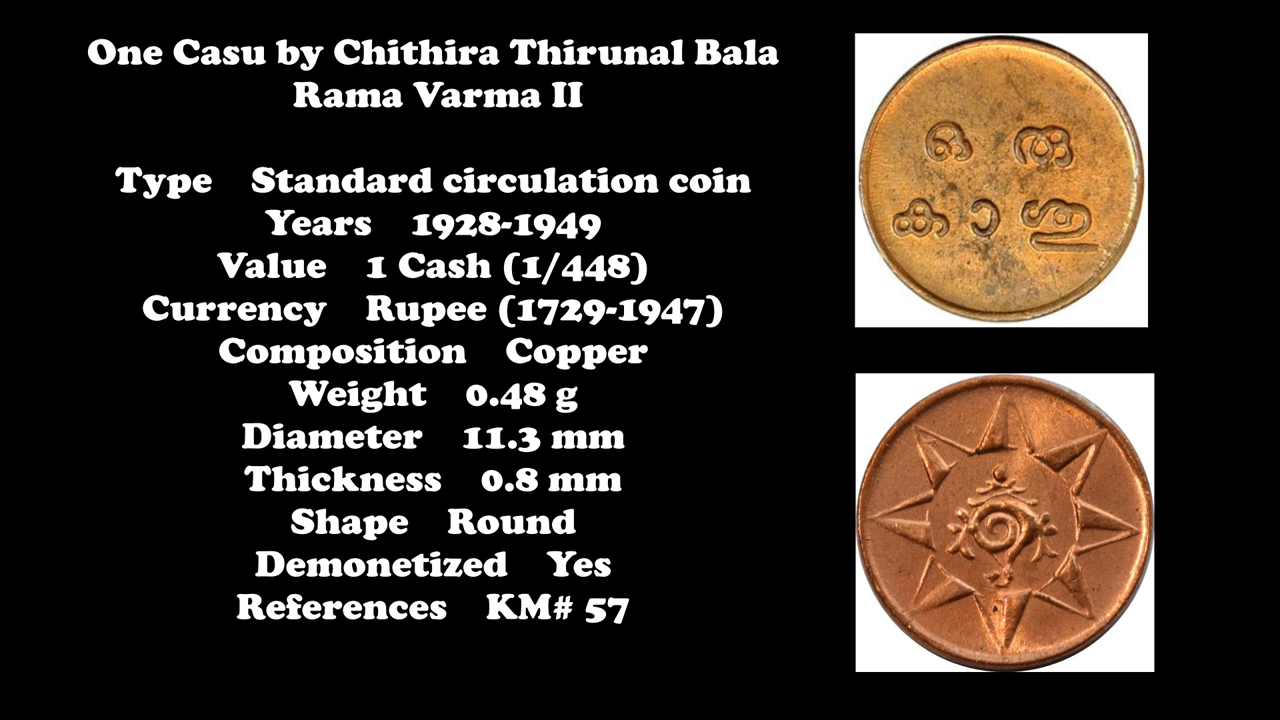 One Casu by Chithira Thirunal Bala
Rama Varma II
Type Standard circulation coin
Years 1928-1949
Value 1 Cash (1/448)
Currency Rupee (1729-1947)
Composition Copper
Weight 0.48 g
Diameter 11.3 mm
Thickness 0.8 mm
Shape Round
Demonetized Yes
References KM# 57
ഒ രു
കാശ